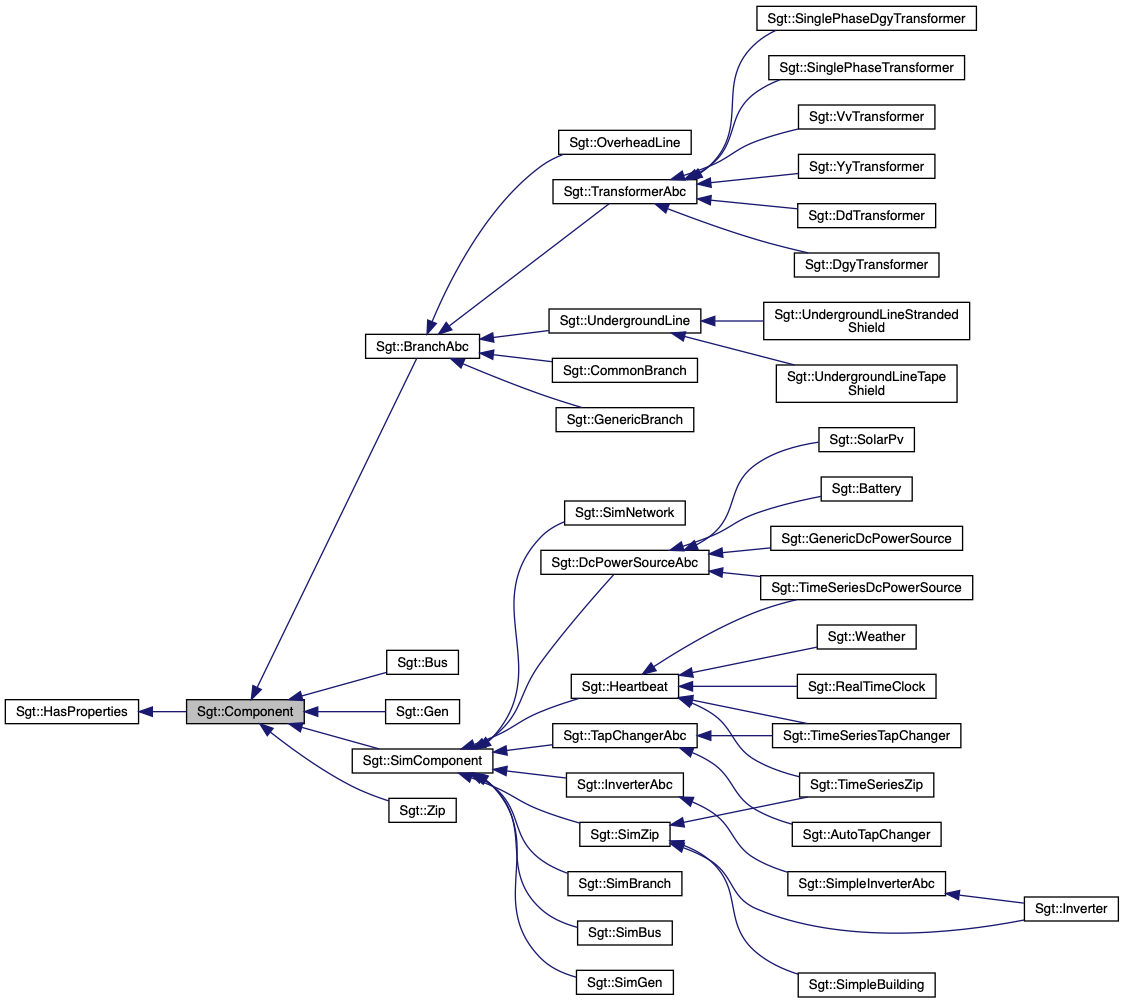 Sgt::SinglePhaseDgyTransformer
Sgt::SinglePhaseTransformer
Sgt::VvTransformer
Sgt::OverheadLine
Sgt::YyTransformer
Sgt::TransformerAbc
Sgt::DdTransformer
Sgt::DgyTransformer
Sgt::UndergroundLine
Sgt::UndergroundLineStranded
Shield
Sgt::BranchAbc
Sgt::CommonBranch
Sgt::UndergroundLineTape
Shield
Sgt::GenericBranch
Sgt::SolarPv
Sgt::Battery
Sgt::SimNetwork
Sgt::GenericDcPowerSource
Sgt::DcPowerSourceAbc
Sgt::TimeSeriesDcPowerSource
Sgt::Weather
Sgt::Bus
Sgt::Heartbeat
Sgt::RealTimeClock
Sgt::HasProperties
Sgt::Component
Sgt::Gen
Sgt::TapChangerAbc
Sgt::TimeSeriesTapChanger
Sgt::SimComponent
Sgt::InverterAbc
Sgt::TimeSeriesZip
Sgt::Zip
Sgt::SimZip
Sgt::AutoTapChanger
Sgt::SimBranch
Sgt::SimpleInverterAbc
Sgt::Inverter
Sgt::SimBus
Sgt::SimGen
Sgt::SimpleBuilding